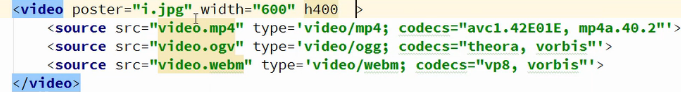 <video poster="i.jpg" width="600" h400  >
<source src="video.mp4" type='video/mp4; codecs="avc1.42E01E, mp4a.40.2"'>
<source src="video.ogv" type='video/ogg; codecs="theora, vorbis"'>
<source src="video.webm" type='video/webm; codecs="vp8, vorbis"'>
</video>